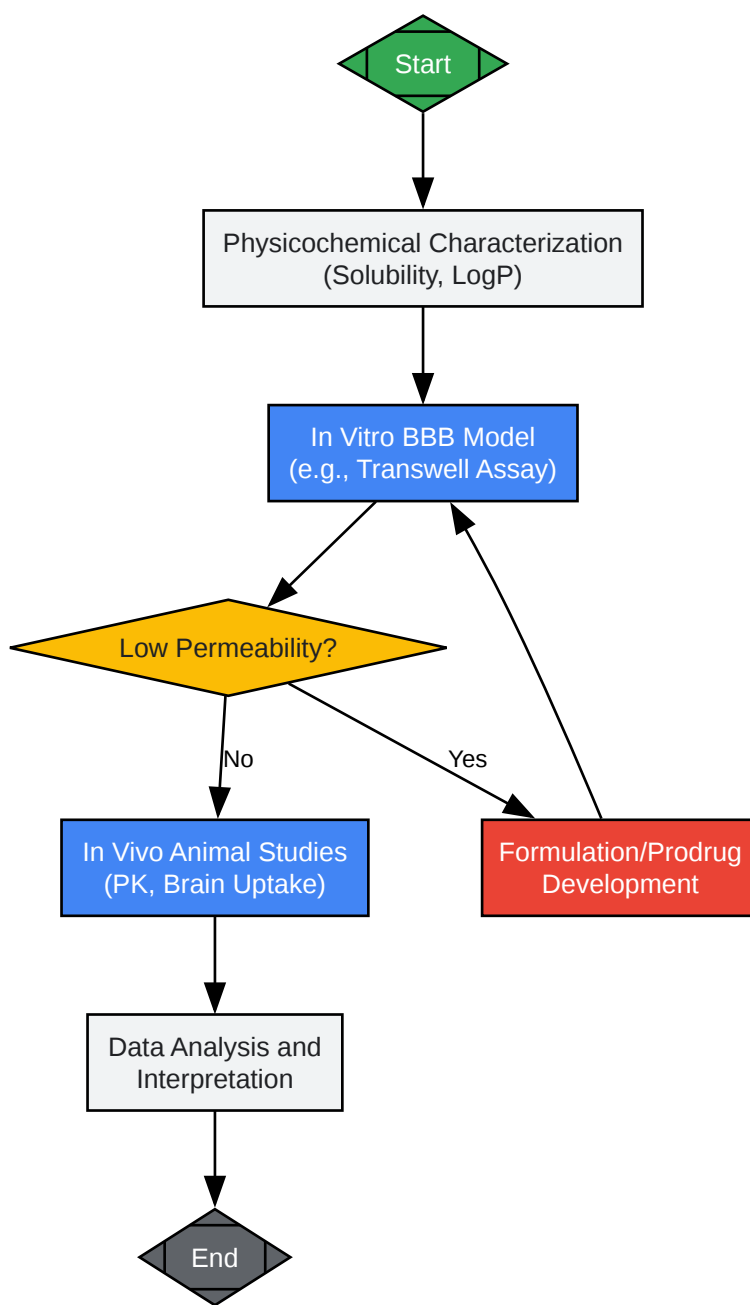 Start
Physicochemical Characterization
(Solubility, LogP)
In Vitro BBB Model
(e.g., Transwell Assay)
Low Permeability?
No
Yes
In Vivo Animal Studies
(PK, Brain Uptake)
Formulation/Prodrug
Development
Data Analysis and
Interpretation
End